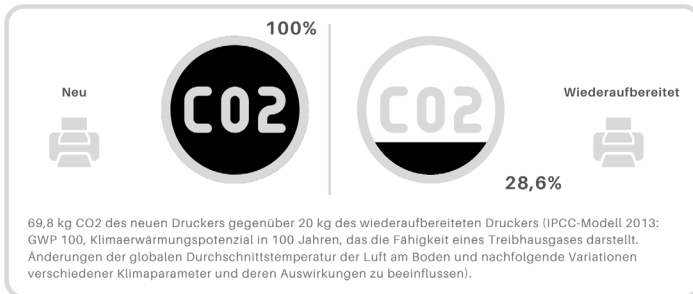 100%
Neu
CO2
CO2
Wiederaufbereitet
28,6%
69,8 kg CO2 des neuen Druckers gegenüber 20 kg des wiederaufbereiteten Druckers (IPCC-Modell 2013:
GWP 100, Klimaerwärmungspotenzial in 100 Jahren, das die Fähigkeit eines Treibhausgases darstellt.
Änderungen der globalen Durchschnittstemperatur der Luft am Boden und nachfolgende Variationen
verschiedener Klimaparameter und deren Auswirkungen zu beeinflussen).